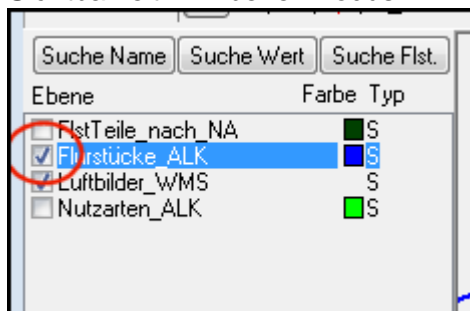 Suche Name Suche Wert Suche Flst.
Ebene Farbe Typ
FlstTeile_nach_NA S
Flurstücke_ALK S
Luftbilder_WMS S
Nutzarten_ALK S